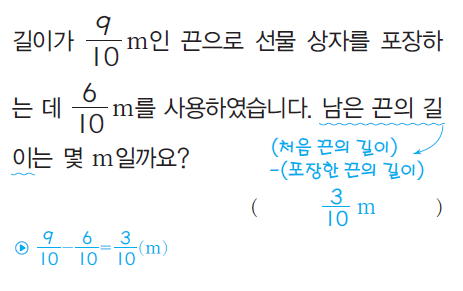 길이가 9/10 m인 끈으로 선물 상자를 포장하
는 데 6/10 m를 사용하였습니다. 남은 끈의 길
이는 몇 m일까요?
(처음 끈의 길이)
-(포장한 끈의 길이)
( 3/10 m )
▶ 9/10 - 6/10 = 3/10 (m)